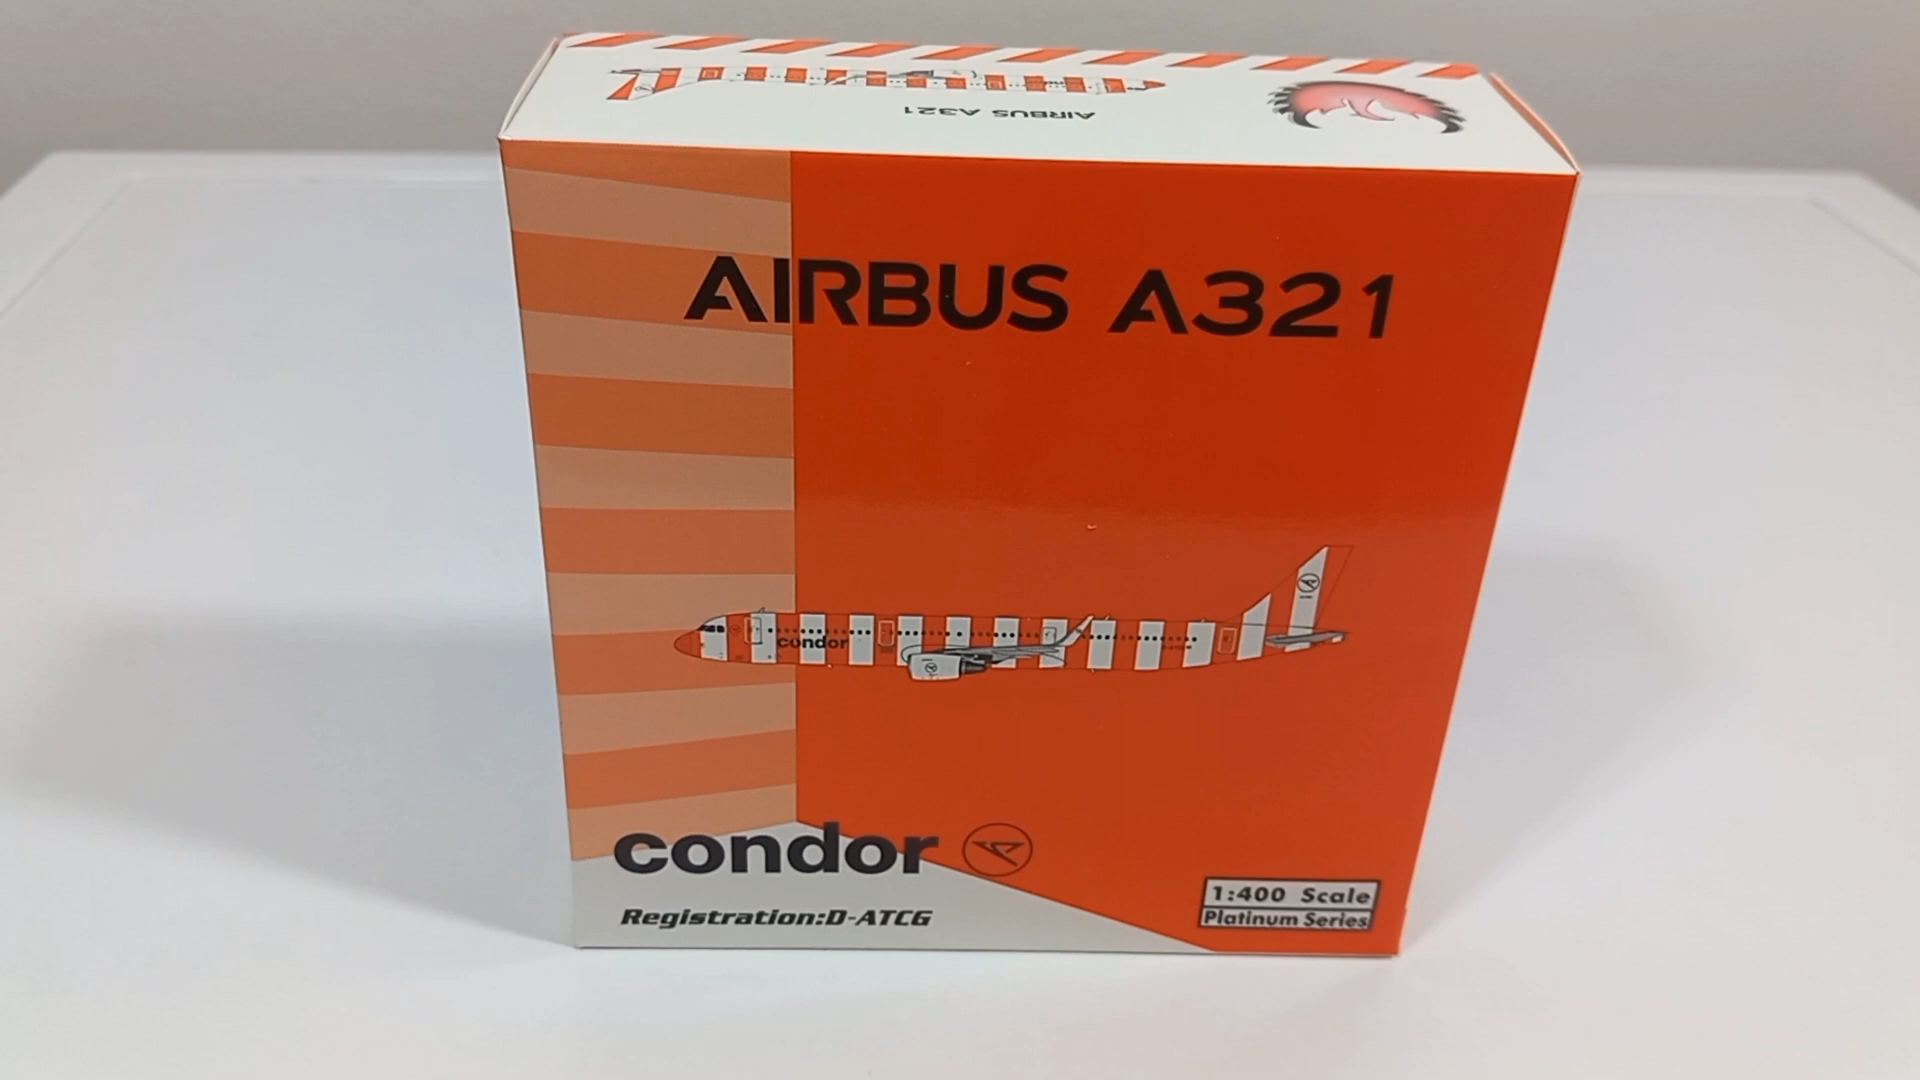 AIRBUS A321
AIRBUS A321
condor
condor
Registration:D-ATCG
1:400 Scale
Platinum Series